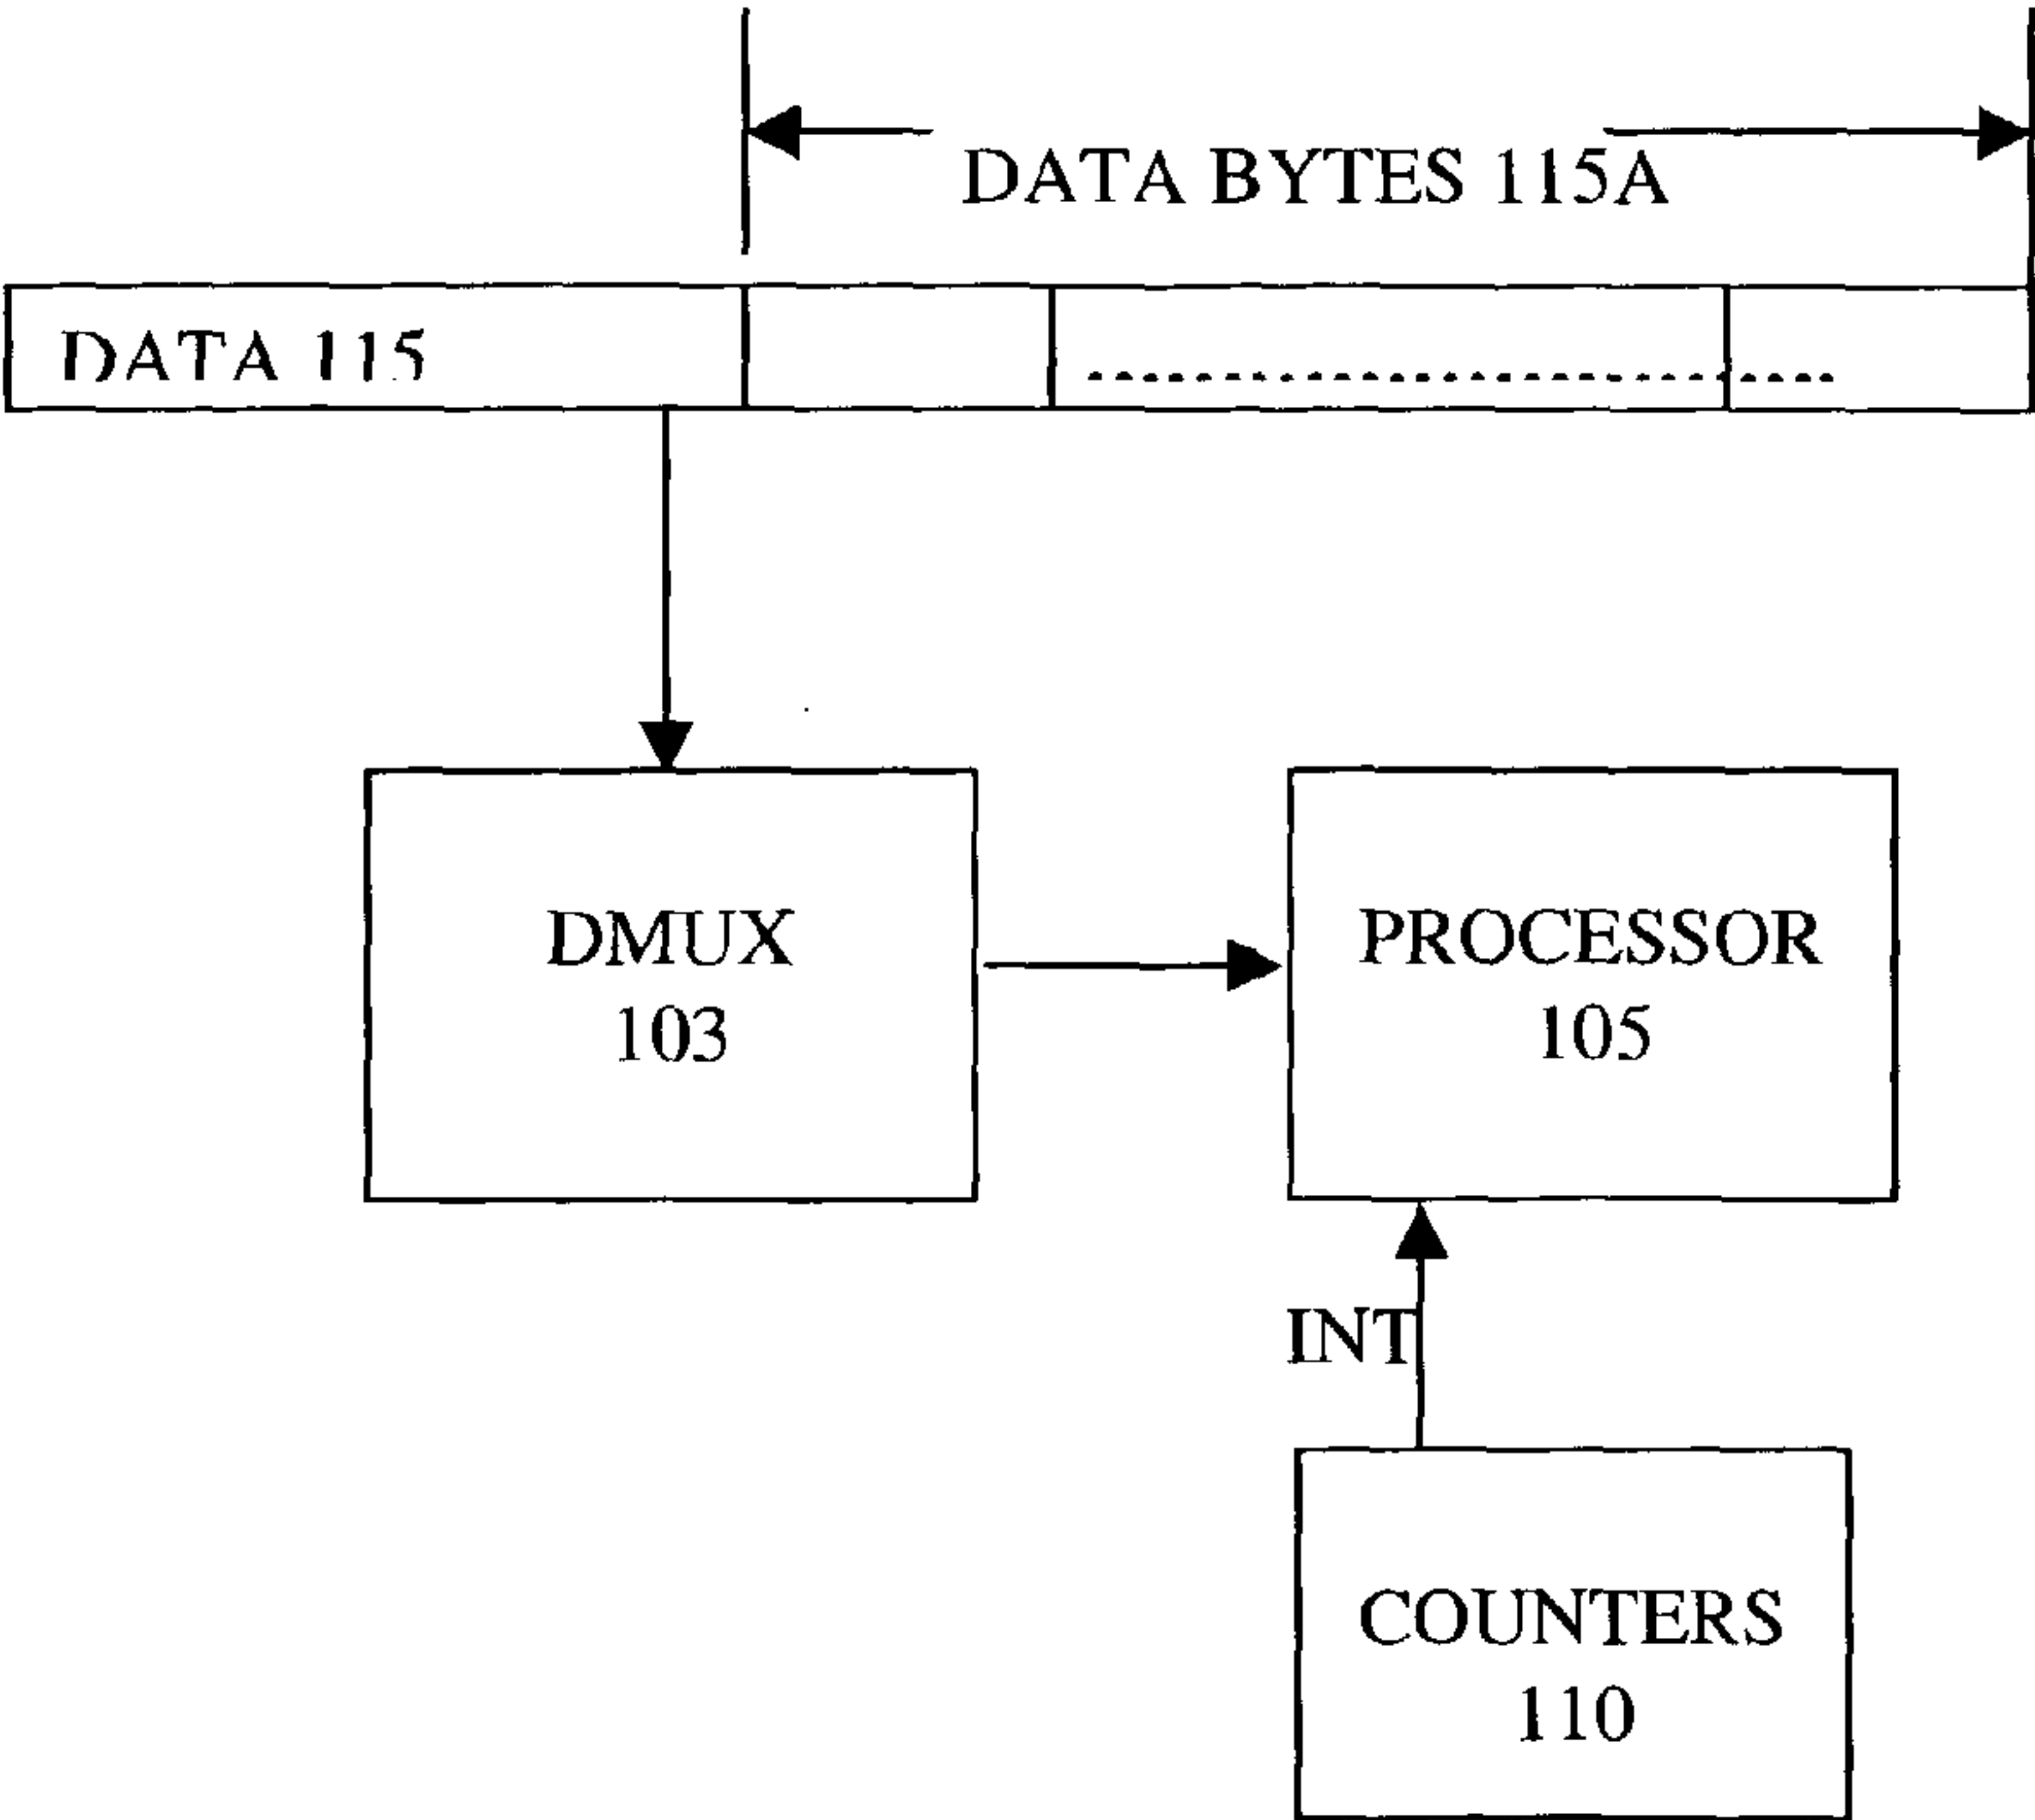 DATA BYTES 115A
DATA 115
DMUX
103
PROCESSOR
105
INT
COUNTERS
110